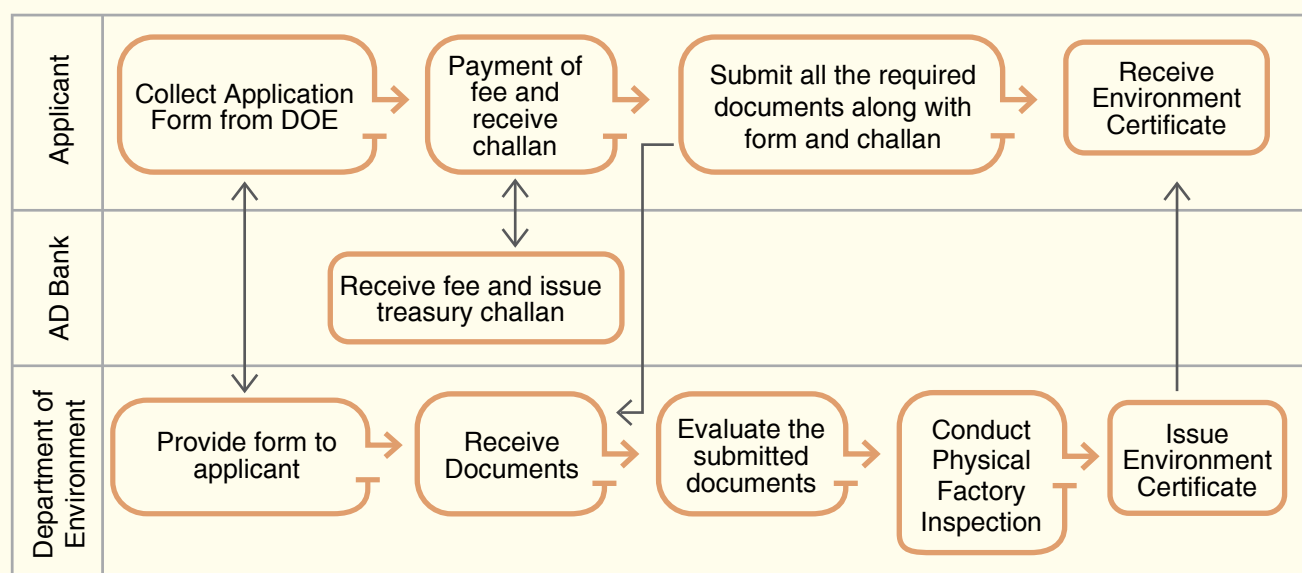 Applicant
Collect Application
Form from DOE
Payment of
fee and
receive
challan
Submit all the required
documents along with
form and challan
Receive
Environment
Certificate
AD Bank
Receive fee and issue
treasury challan
Department of
Environment
Provide form to
applicant
Receive
Documents
Evaluate the
submitted
documents
Conduct
Physical
Factory
Inspection
Issue
Environment
Certificate